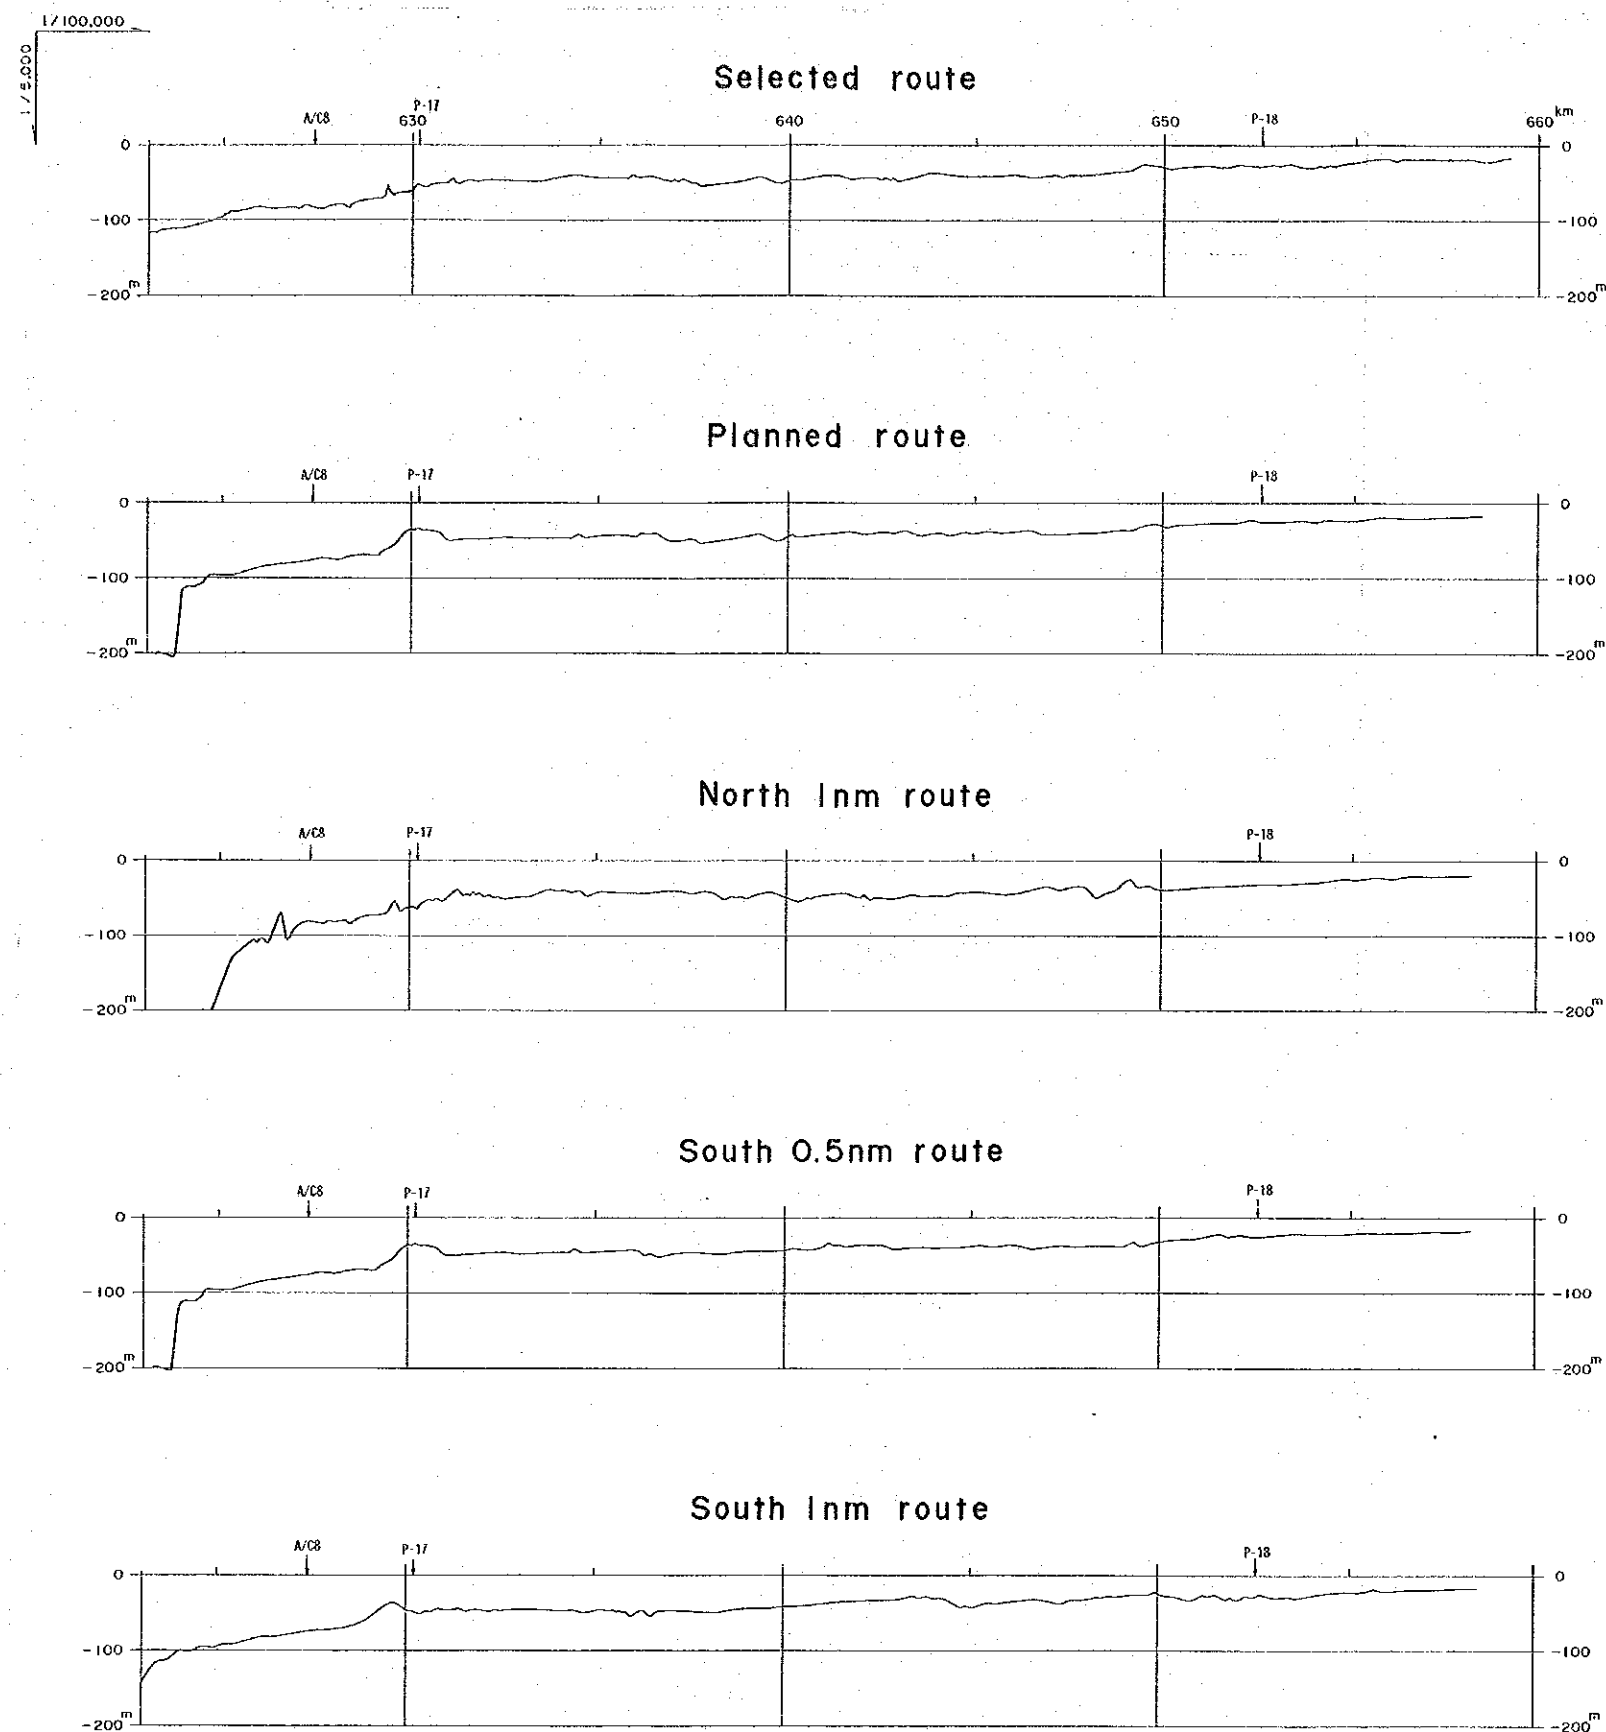 1/100,000
1/5,000
Selected route
A/C8 P-17 630 640 650 P-18 660 km
0 0
-100 -100
-200 m -200 m
Planned route
A/C8 P-17 P-18
0 0
-100 -100
-200 m -200 m
North 1nm route
A/C8 P-17 P-18
0 0
-100 -100
-200 m -200 m
South 0.5nm route
A/C8 P-17 P-18
0 0
-100 -100
-200 m -200 m
South 1nm route
A/C8 P-17 P-18
0 0
-100 -100
-200 m -200 m